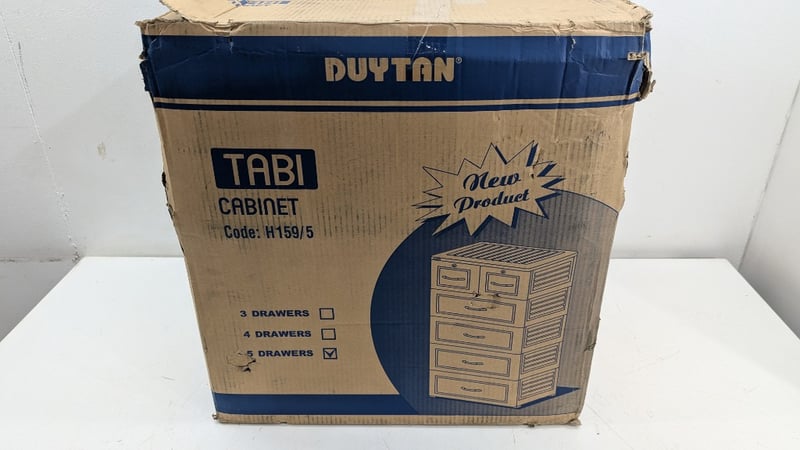 DUYTAN®
TABI
CABINET
Code: H159/5
New
Product
3 DRAWERS
4 DRAWERS
5 DRAWERS